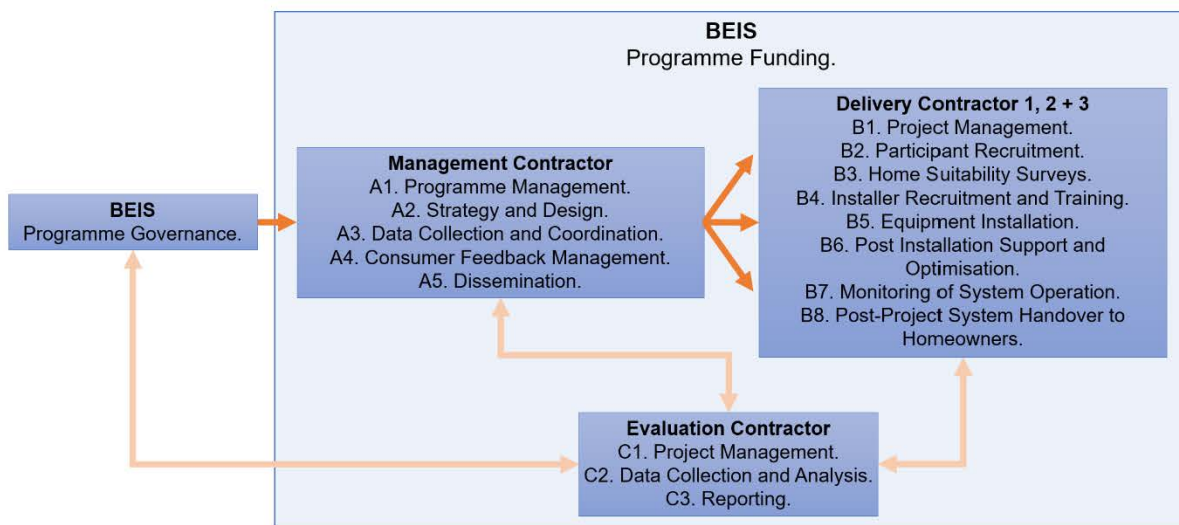 BEIS
Programme Funding.
BEIS
Programme Governance.
Management Contractor
A1. Programme Management.
A2. Strategy and Design.
A3. Data Collection and Coordination.
A4. Consumer Feedback Management.
A5. Dissemination.
Delivery Contractor 1, 2 + 3
B1. Project Management.
B2. Participant Recruitment.
B3. Home Suitability Surveys.
B4. Installer Recruitment and Training.
B5. Equipment Installation.
B6. Post Installation Support and
Optimisation.
B7. Monitoring of System Operation.
B8. Post-Project System Handover to
Homeowners.
Evaluation Contractor
C1. Project Management.
C2. Data Collection and Analysis.
C3. Reporting.